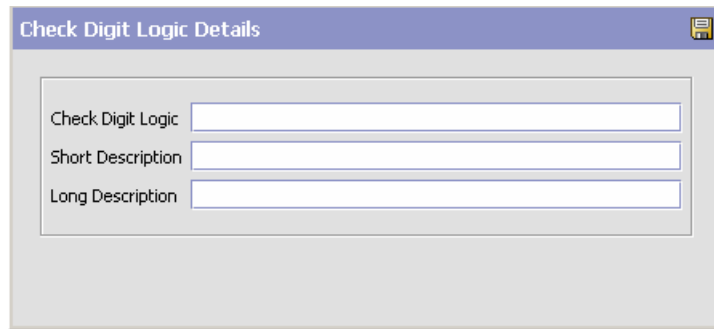 Check Digit Logic Details
Check Digit Logic
Short Description
Long Description